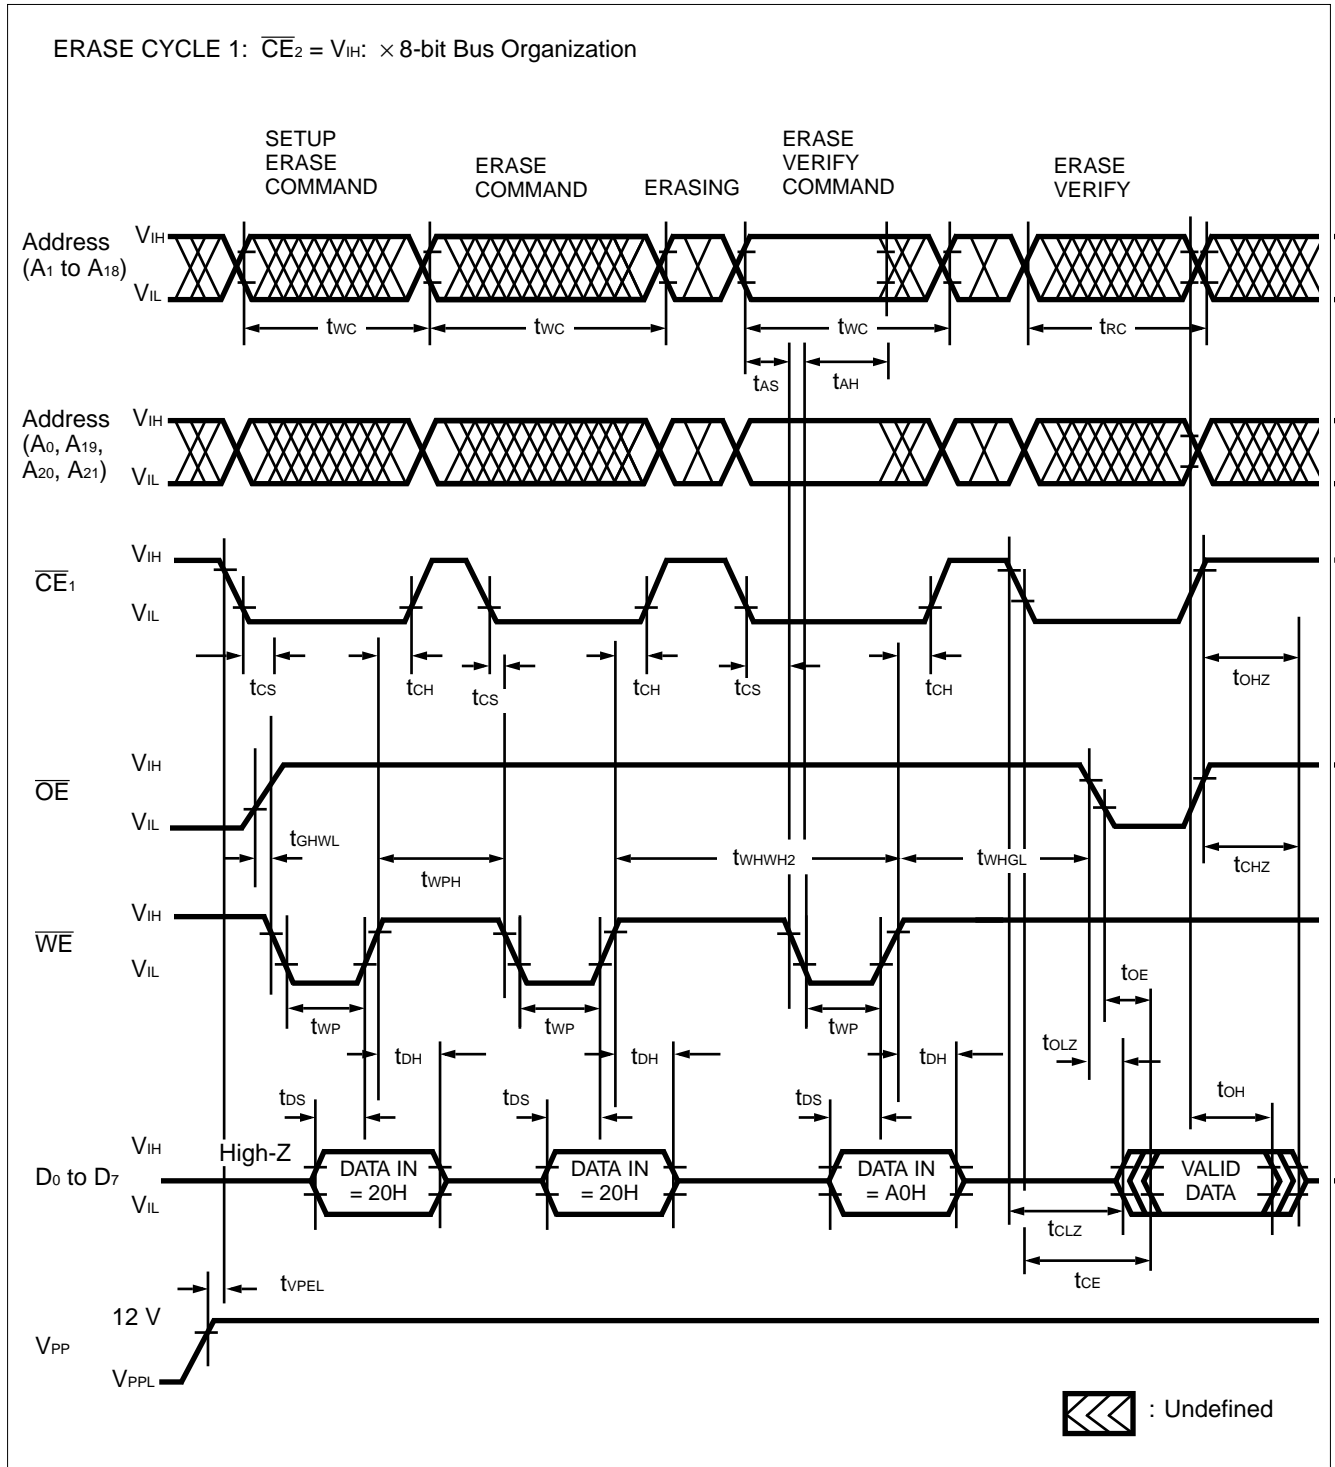 ERASE CYCLE 1: CE2 = VIH: × 8-bit Bus Organization
SETUP
ERASE
COMMAND
ERASE
COMMAND
ERASING
ERASE
VERIFY
COMMAND
ERASE
VERIFY
Address
(A1 to A18)
VIH
VIL
tWC
tWC
tWC
tRC
tAS
tAH
Address
(A0, A19,
A20, A21)
VIH
VIL
CE1
VIH
VIL
tCS
tCH
tCS
tCH
tCS
tCH
tOHZ
OE
VIH
VIL
tGHWL
tWPH
tWHWH2
tWHGL
tCHZ
WE
VIH
VIL
tWP
tWP
tWP
tOE
tOLZ
tDH
tDH
tDH
tDS
tDS
tDS
tOH
D0 to D7
VIH
VIL
High-Z
DATA IN
= 20H
DATA IN
= 20H
DATA IN
= A0H
VALID
DATA
tCLZ
tCE
tVPEL
VPP
12 V
VPPL
: Undefined